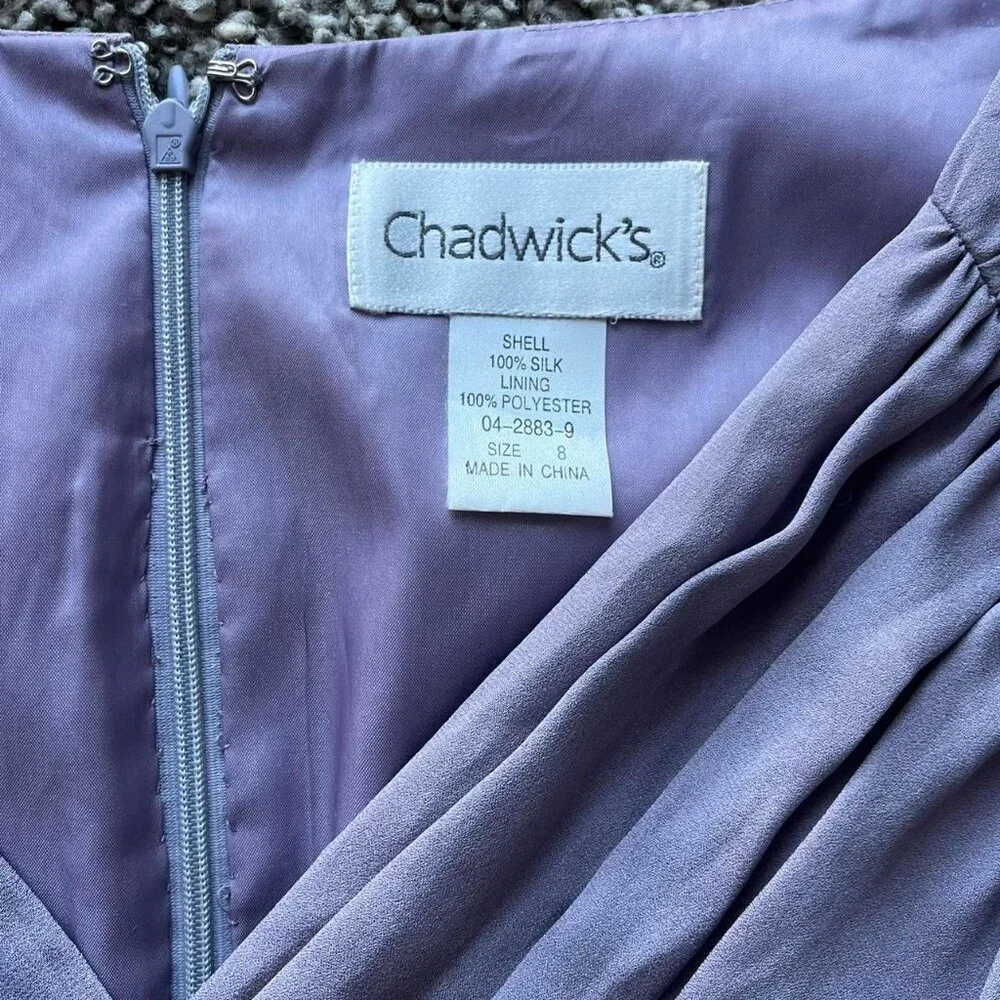 Chadwick's®
SHELL
100% SILK
LINING
100% POLYESTER
04-2883-9
SIZE 8
MADE IN CHINA